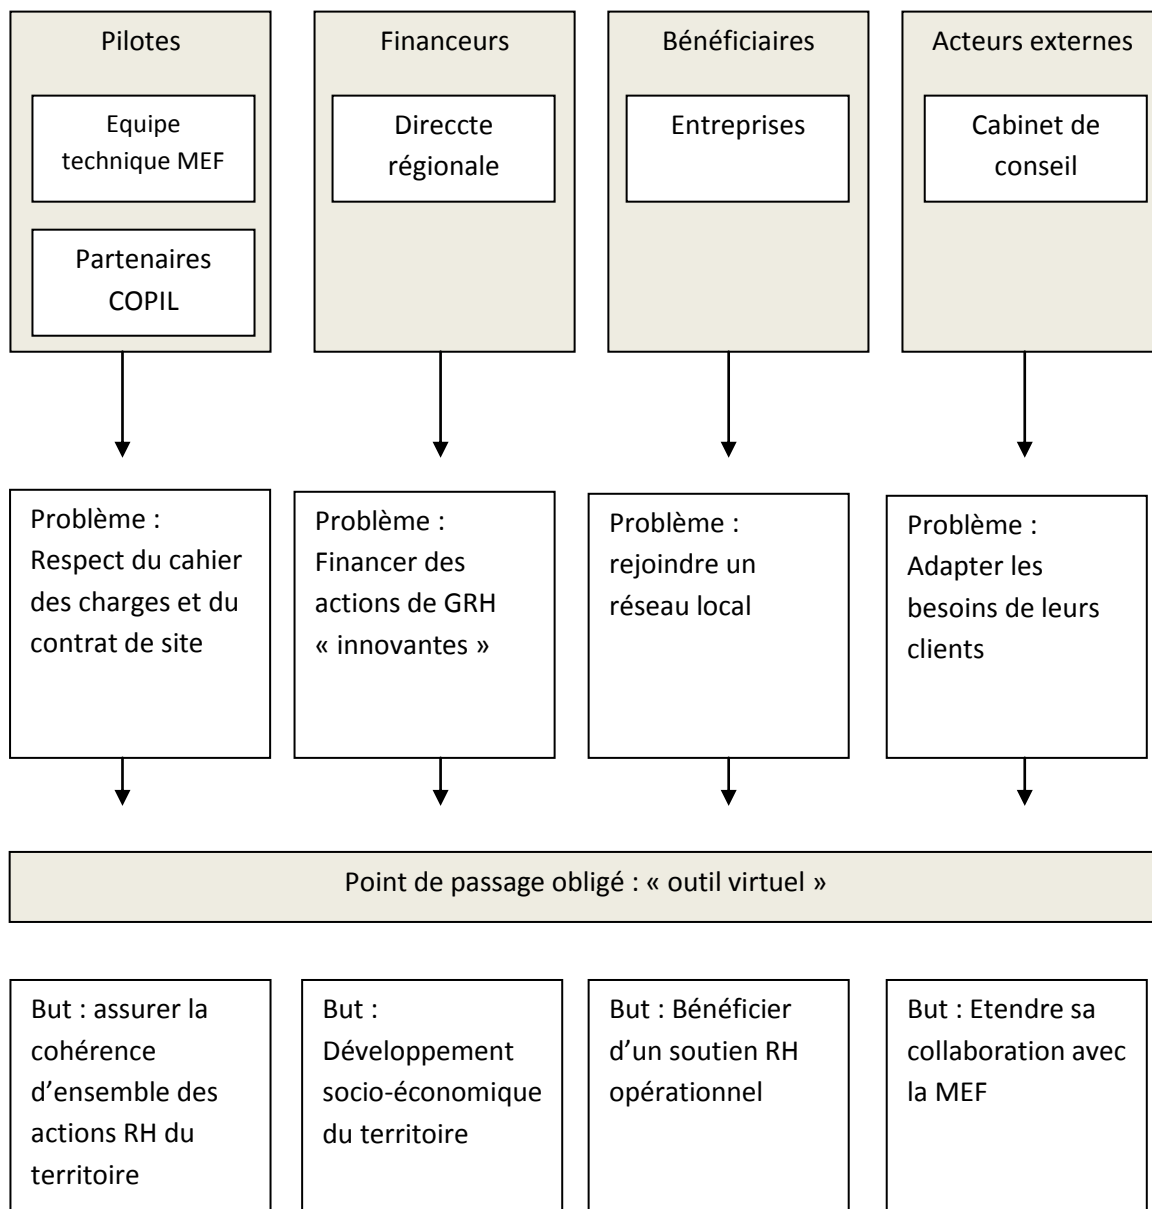 Pilotes
Equipe
technique MEF
Partenaires
COPIL
Financeurs
Direccte
régionale
Bénéficiaires
Entreprises
Acteurs externes
Cabinet de
conseil
Problème :
Respect du cahier
des charges et du
contrat de site
Problème :
Financer des
actions de GRH
« innovantes »
Problème :
rejoindre un
réseau local
Problème :
Adapter les
besoins de leurs
clients
Point de passage obligé : « outil virtuel »
But : assurer la
cohérence
d’ensemble des
actions RH du
territoire
But :
Développement
socio-économique
du territoire
But : Bénéficier
d’un soutien RH
opérationnel
But : Etendre sa
collaboration avec
la MEF